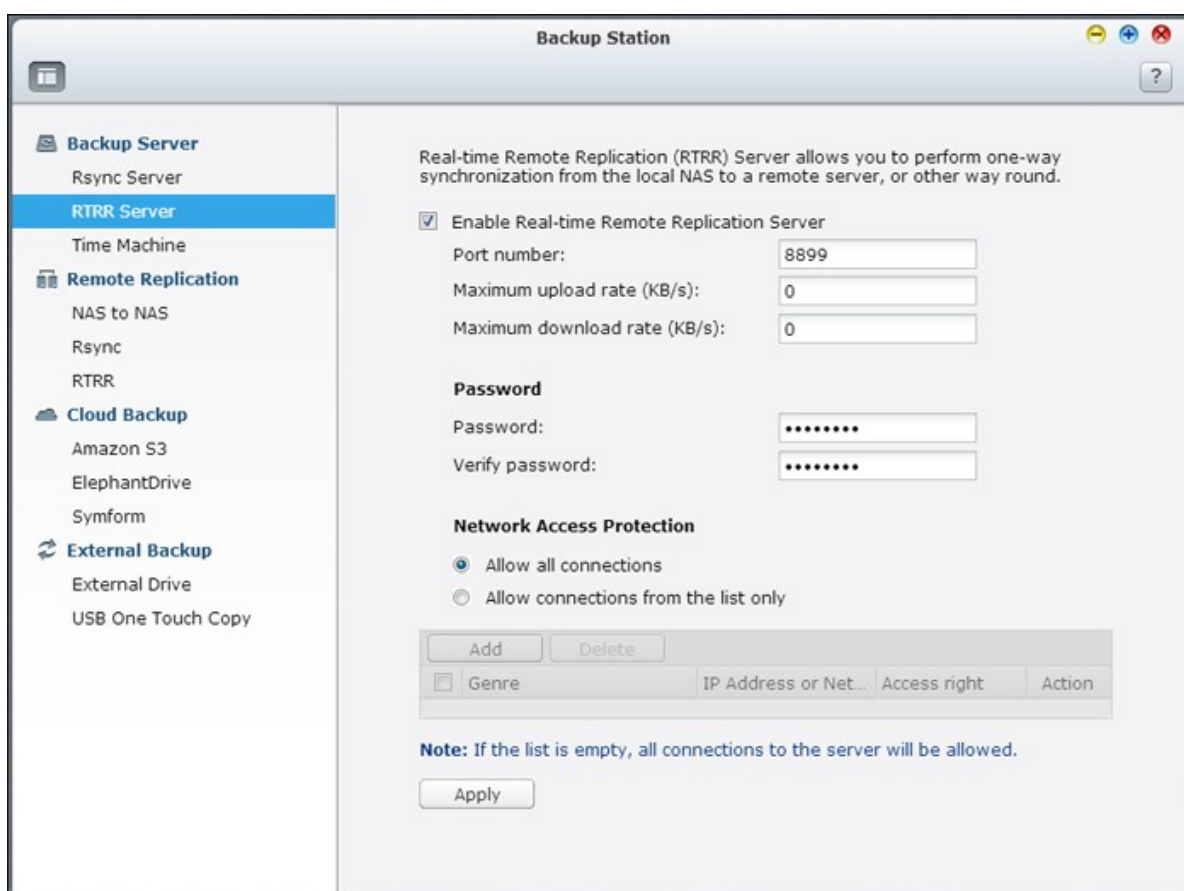 Backup Station
?
Backup Server
Rsync Server
RTRR Server
Time Machine
Remote Replication
NAS to NAS
Rsync
RTRR
Cloud Backup
Amazon S3
ElephantDrive
Symform
External Backup
External Drive
USB One Touch Copy
Real-time Remote Replication (RTRR) Server allows you to perform one-way
synchronization from the local NAS to a remote server, or other way round.
Enable Real-time Remote Replication Server
Port number: 8899
Maximum upload rate (KB/s): 0
Maximum download rate (KB/s): 0
Password
Password: ••••••••
Verify password: ••••••••
Network Access Protection
Allow all connections
Allow connections from the list only
Add Delete
Genre IP Address or Net... Access right Action
Note: If the list is empty, all connections to the server will be allowed.
Apply